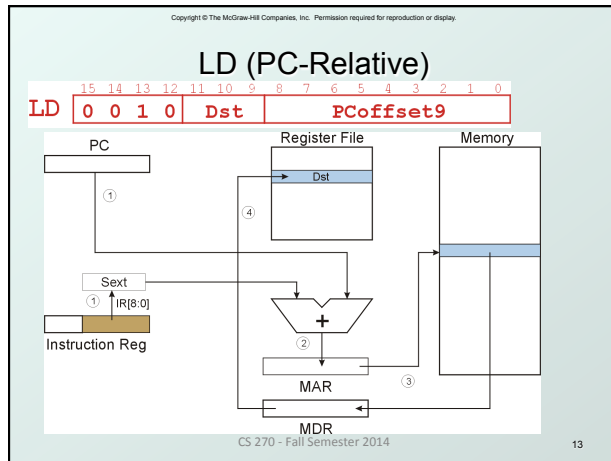 Copyright © The McGraw-Hill Companies, Inc. Permission required for reproduction or display.
LD (PC-Relative)
15 14 13 12 11 10 9 8 7 6 5 4 3 2 1 0
LD 0 0 1 0 Dst PCoffset9
PC
Register File
Memory
Dst
1
4
Sext
1
IR[8:0]
+
Instruction Reg
2
MAR
3
MDR
CS 270 - Fall Semester 2014
13